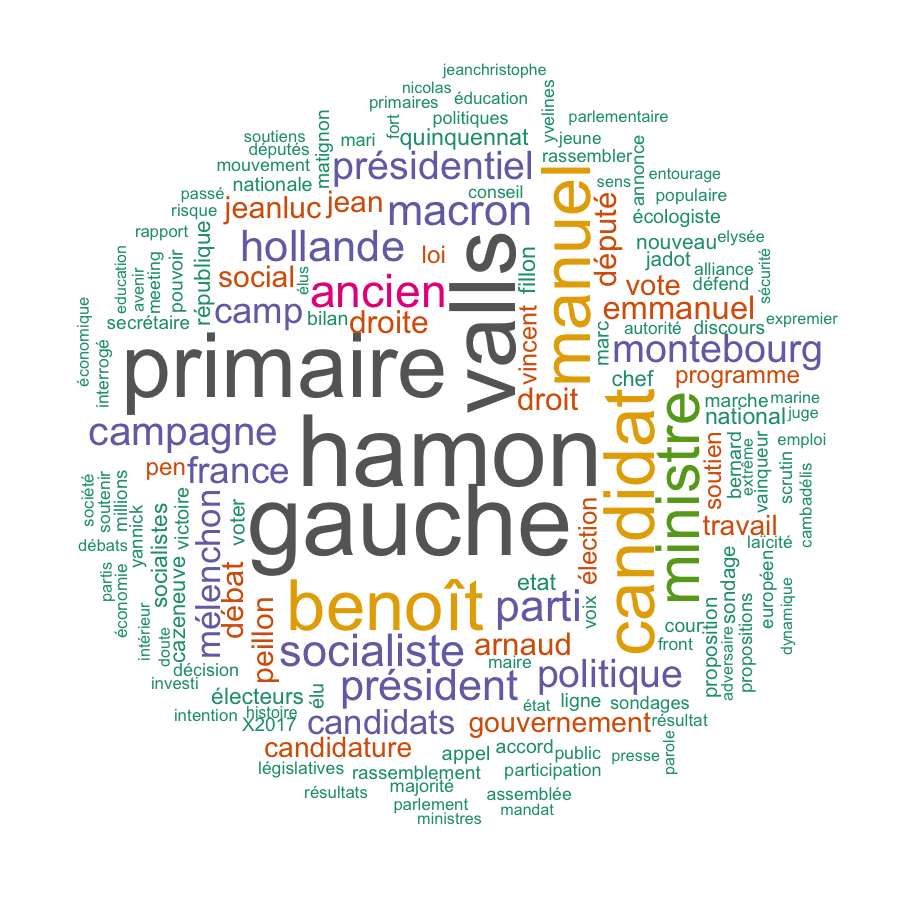 jeanchristophe
nicolas
primaires
éducation
yvelines
fort
politiques
parlementaire
soutiens
députés
matignon
mari
quinquennat
jeune
mouvement
présidentiel
manuel
rassembler
annonce
entourage
nationale
conseil
sens
populaire
passé
risque
jeanluc
jean
macron
député
écologiste
rapport
république
hollande
loi
valls
fillon
nouveau
elysée
jadot
education
avenir
meeting
pouvoir
social
élus
ancien
vote
alliance
défend
sécurité
secrétaire
camp
bilan
droite
vincent
emmanuel
marc
autorité
discours
expremier
économique
interrogé
primaire
montebourg
chef
programme
droit
candidat
ministre
marche
marine
national
juge
campagne
hamon
soutien
bernard
extrême
vainqueur
emploi
pen
france
scrutin
cambadélis
société
soutenir
millions
yannick
socialistes
victoire
mélenchon
voter
gauche
élection
travail
laïcité
débats
partis
économie
cazeneuve
débat
etat
sondage
européen
dynamique
intérieur
doute
peillon
benoît
parti
voix
cour
proposition
adversaire
propositions
décision
socialiste
arnaud
maire
front
investi
électeurs
élu
président
politique
intention
histoire
X2017
candidats
état
ligne
sondages
gouvernement
résultat
candidature
appel
accord
public
presse
parole
législatives
rassemblement
participation
résultats
majorité
assemblée
parlement
mandat
ministres